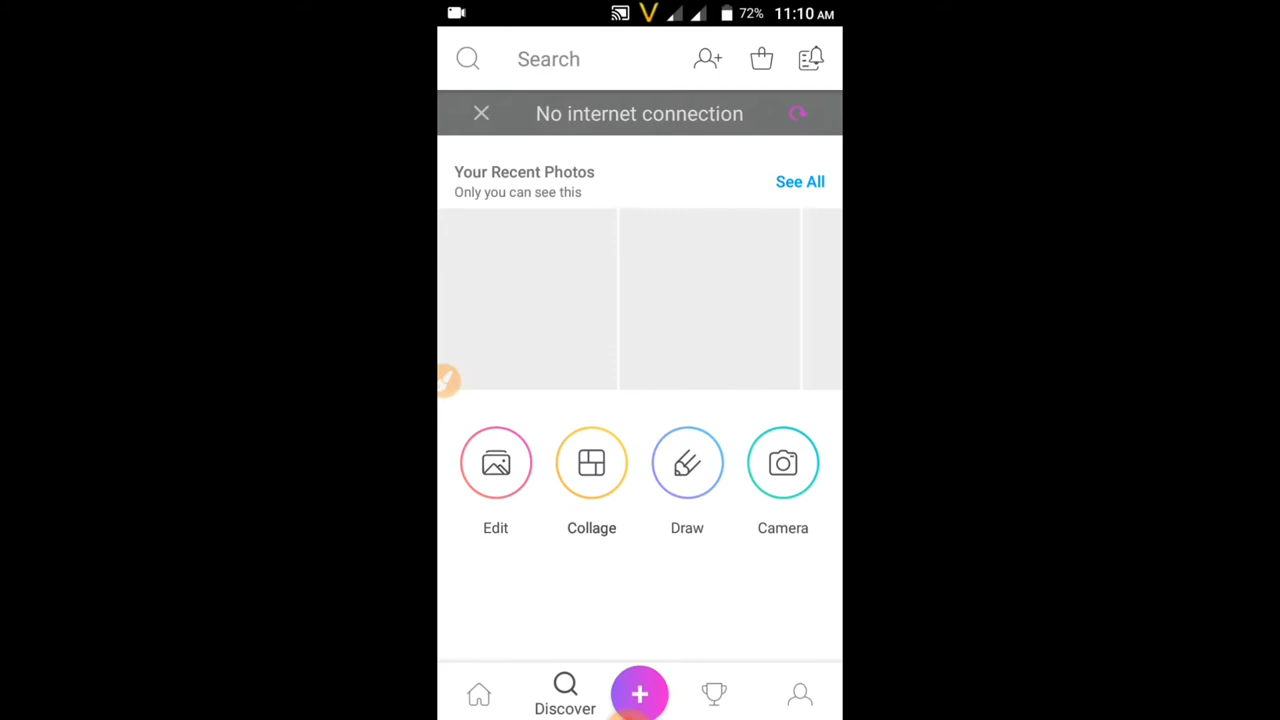 72% 11:10 AM
Search
No internet connection
Your Recent Photos
See All
Only you can see this
Edit Collage Draw Camera
Discover